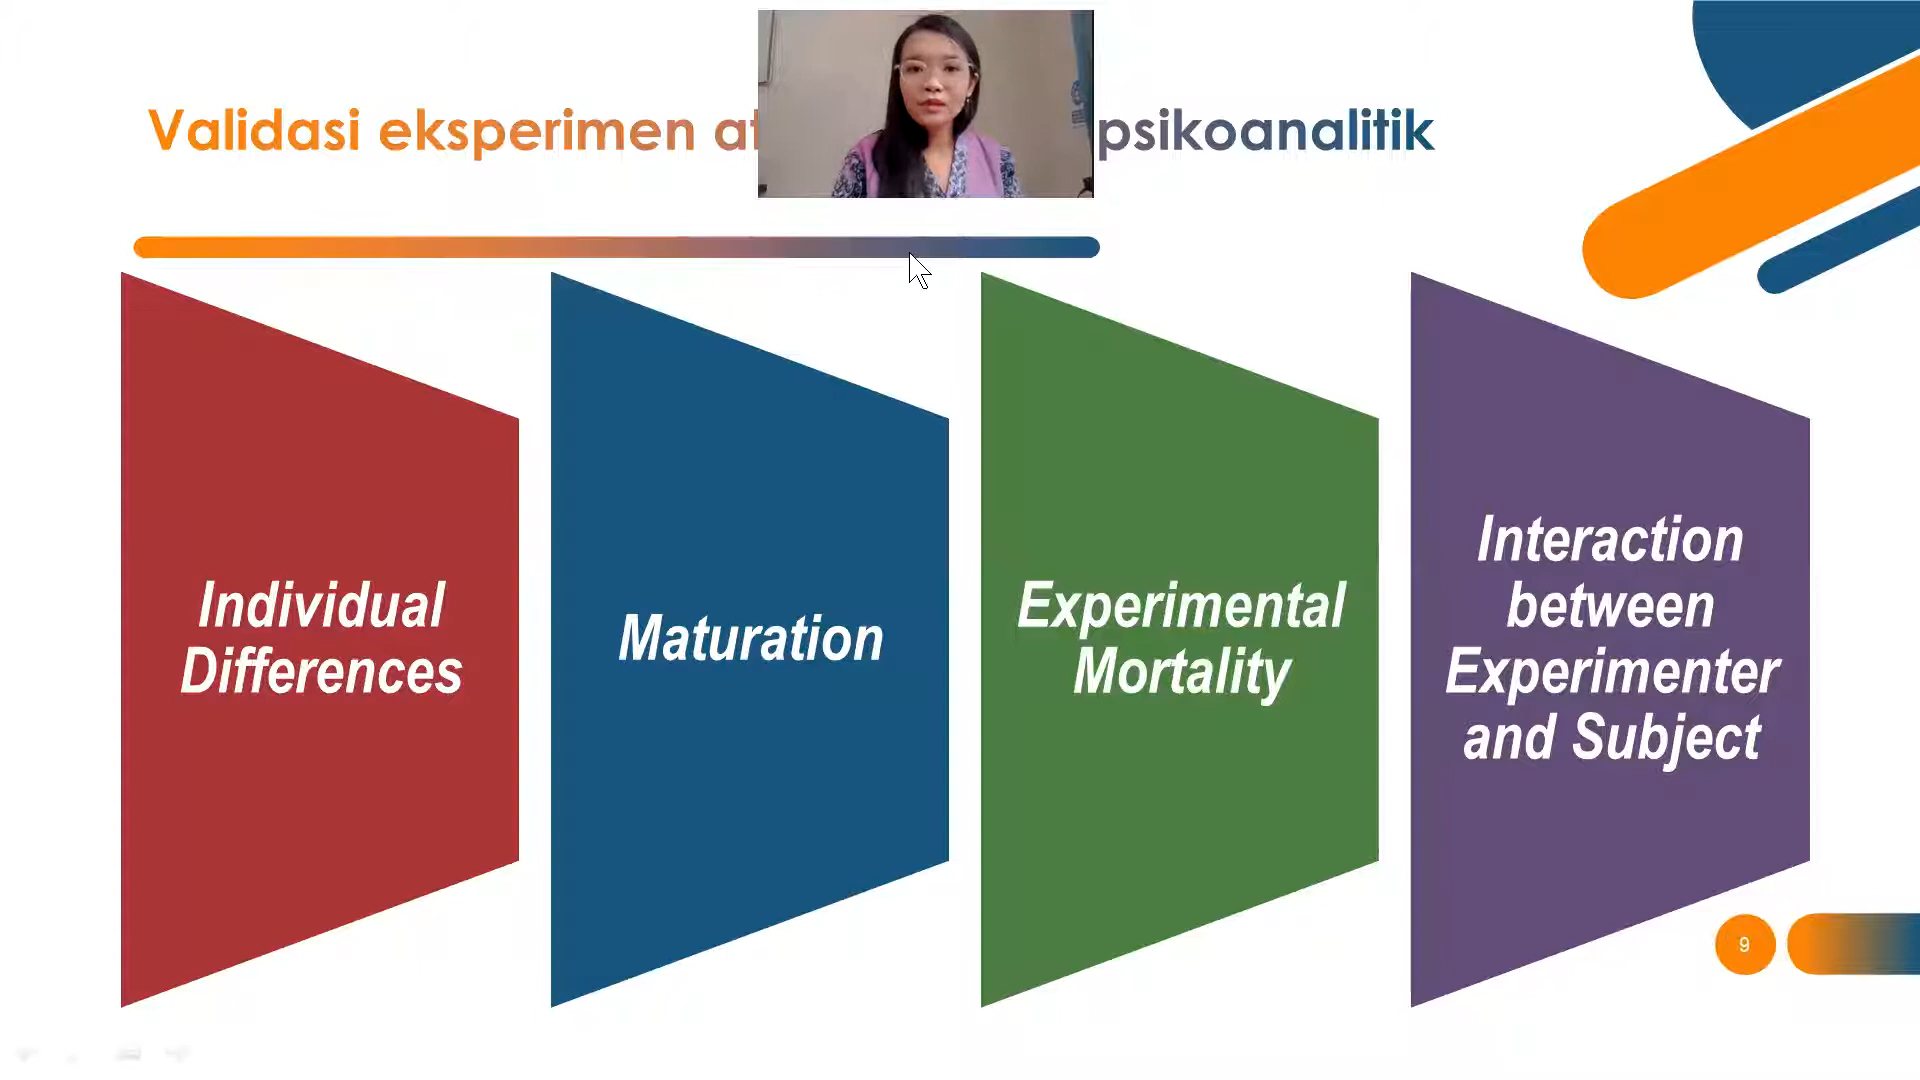 Validasi eksperimen psikoanalitik
Individual
Differences
Maturation
Experimental
Mortality
Interaction
between
Experimenter
and Subject
9